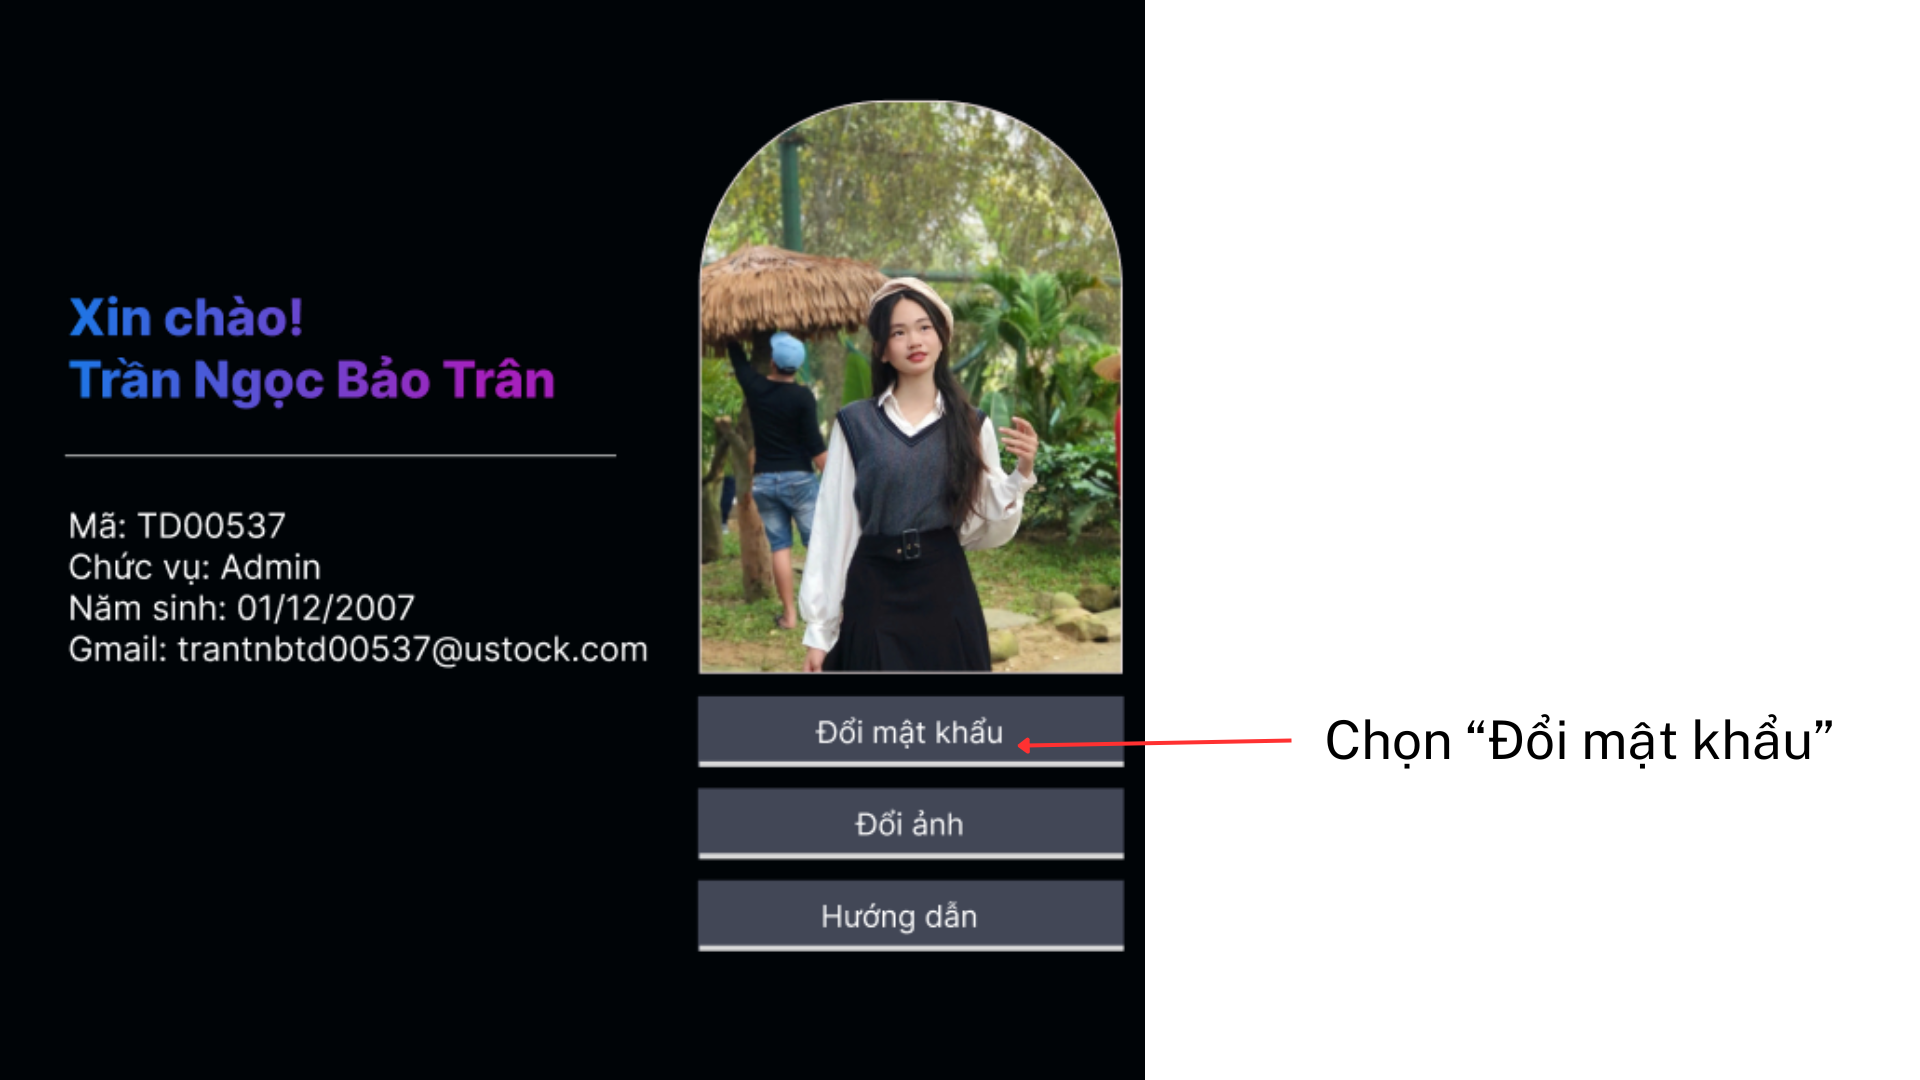 Xin chào!
Trần Ngọc Bảo Trân
Mã: TD00537
Chức vụ: Admin
Năm sinh: 01/12/2007
Gmail: trantnbtd00537@ustock.com
Đổi mật khẩu
Đổi ảnh
Hướng dẫn
Chọn “Đổi mật khẩu”